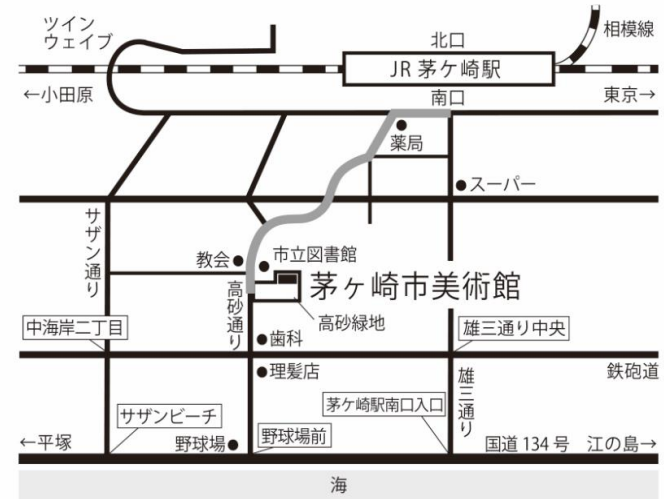 ツイン
ウェイブ
北口
相模線
JR 茅ケ崎駅
←小田原
南口
東京→
薬局
スーパー
サザン通り
教会
市立図書館
茅ヶ崎市美術館
高砂通り
高砂緑地
中海岸二丁目
歯科
雄三通り中央
理髪店
鉄砲道
雄三通り
サザンビーチ
茅ケ崎駅南口入口
←平塚
野球場
野球場前
国道 134 号
江の島→
海